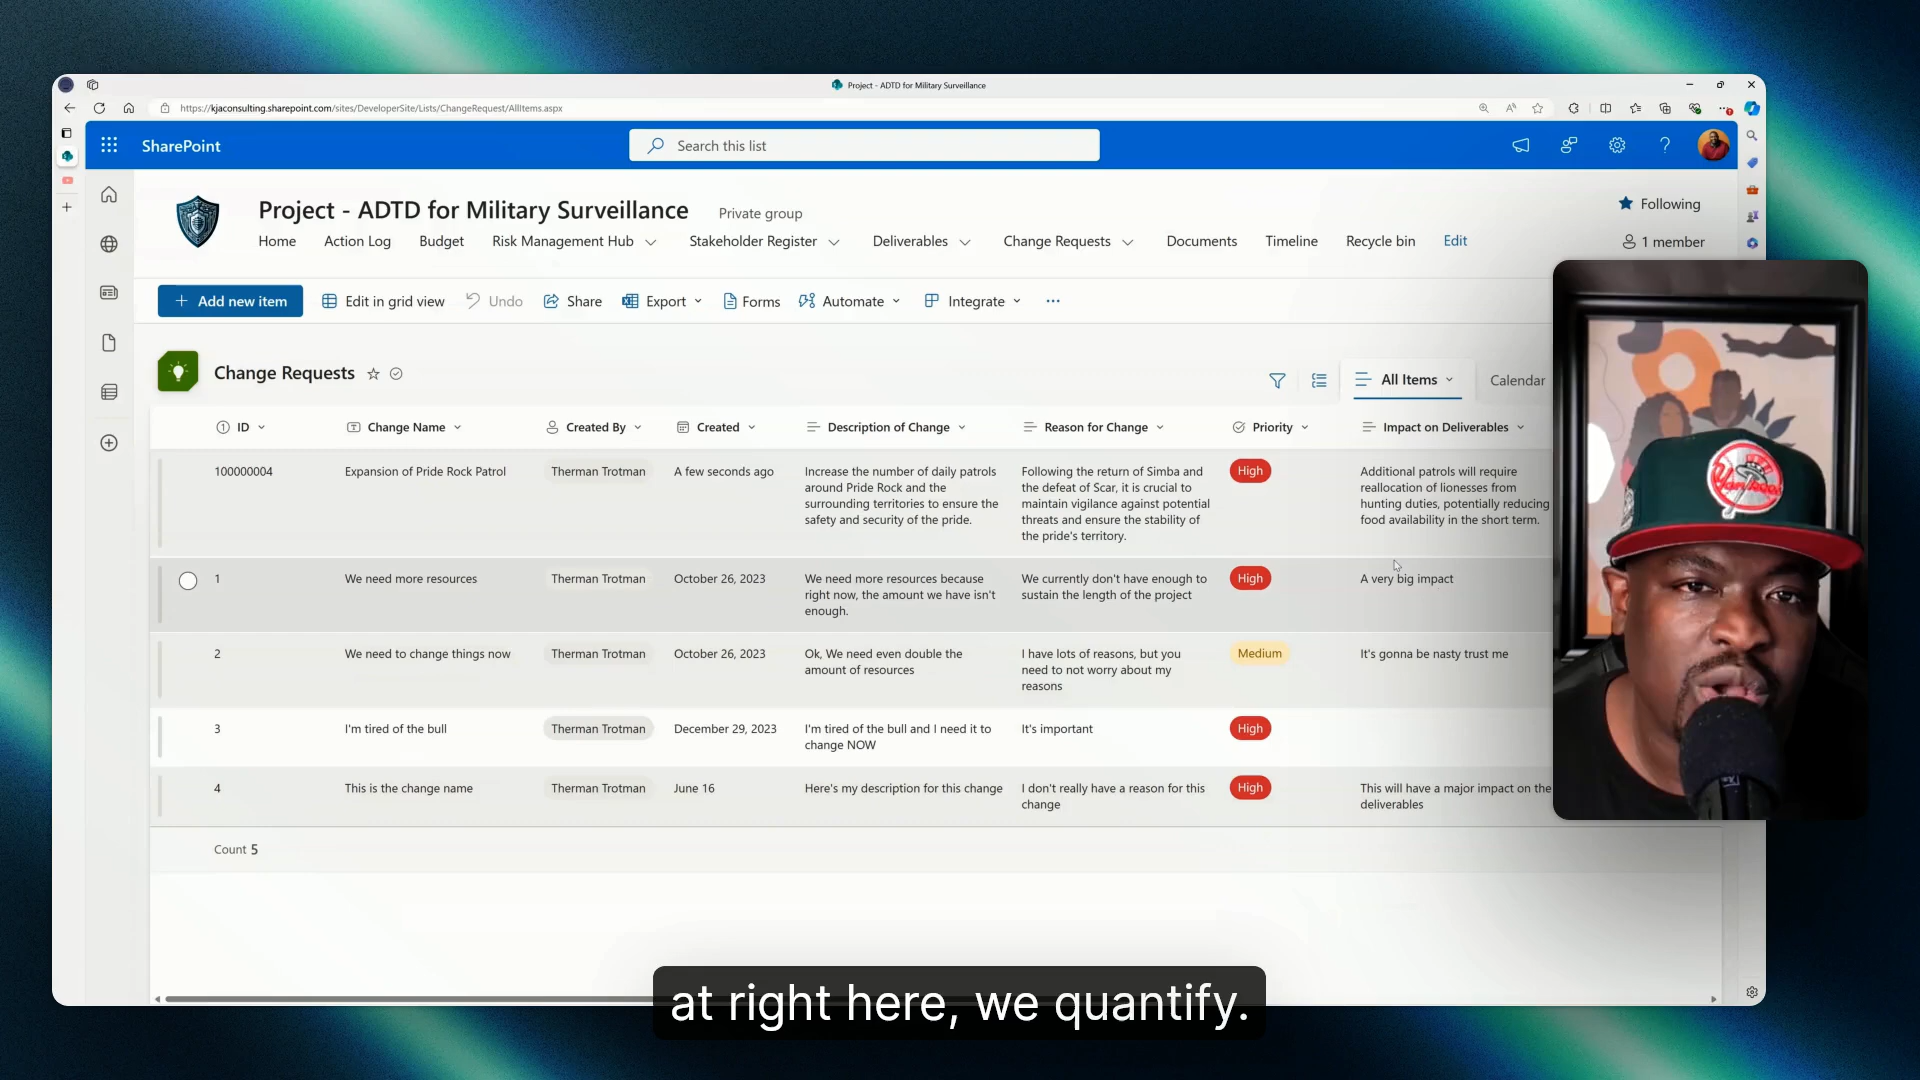 Project - ADTD for Military Surveillance
https://kjaconsulting.sharepoint.com/sites/DeveloperSite/Lists/ChangeRequest/AllItems.aspx
SharePoint
Search this list
Project - ADTD for Military Surveillance
Private group
Following
Home Action Log Budget Risk Management Hub Stakeholder Register Deliverables Change Requests Documents Timeline Recycle bin Edit
1 member
+ Add new item Edit in grid view Undo Share Export Forms Automate Integrate ...
Change Requests
All Items Calendar
ID Change Name Created By Created Description of Change Reason for Change Priority Impact on Deliverables
100000004 Expansion of Pride Rock Patrol Therman Trotman A few seconds ago
Increase the number of daily patrols
around Pride Rock and the
surrounding territories to ensure the
safety and security of the pride.
Following the return of Simba and
the defeat of Scar, it is crucial to
maintain vigilance against potential
threats and ensure the stability of
the pride's territory.
High
Additional patrols will require
reallocation of lionesses from
hunting duties, potentially reducing
food availability in the short term.
1 We need more resources Therman Trotman October 26, 2023
We need more resources because
right now, the amount we have isn't
enough.
We currently don't have enough to
sustain the length of the project
High
A very big impact
2 We need to change things now Therman Trotman October 26, 2023
Ok, We need even double the
amount of resources
I have lots of reasons, but you
need to not worry about my
reasons
Medium
It's gonna be nasty trust me
3 I'm tired of the bull Therman Trotman December 29, 2023
I'm tired of the bull and I need it to
change NOW
It's important
High
4 This is the change name Therman Trotman June 16
Here's my description for this change
I don't really have a reason for this
change
High
This will have a major impact on the
deliverables
Count 5
Yankees
at right here, we quantify.